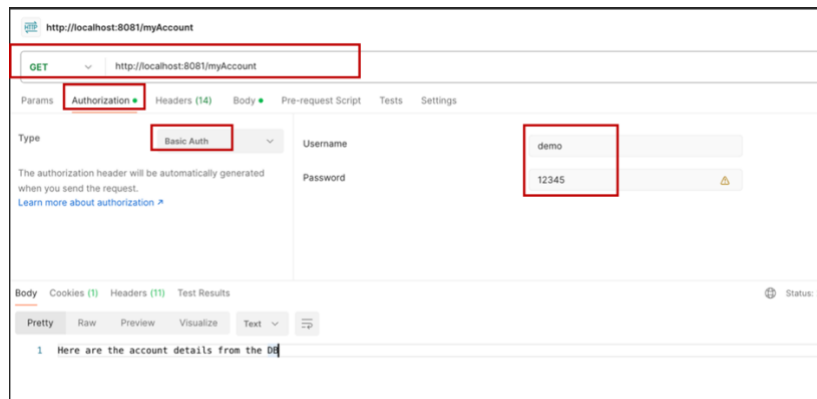 HTTP http://localhost:8081/myAccount
GET http://localhost:8081/myAccount
Params Authorization Headers (14) Body Pre-request Script Tests Settings
Type Basic Auth
The authorization header will be automatically generated
when you send the request.
Learn more about authorization ↗
Username demo
Password 12345
Body Cookies (1) Headers (11) Test Results Status:
Pretty Raw Preview Visualize Text
1 Here are the account details from the DB